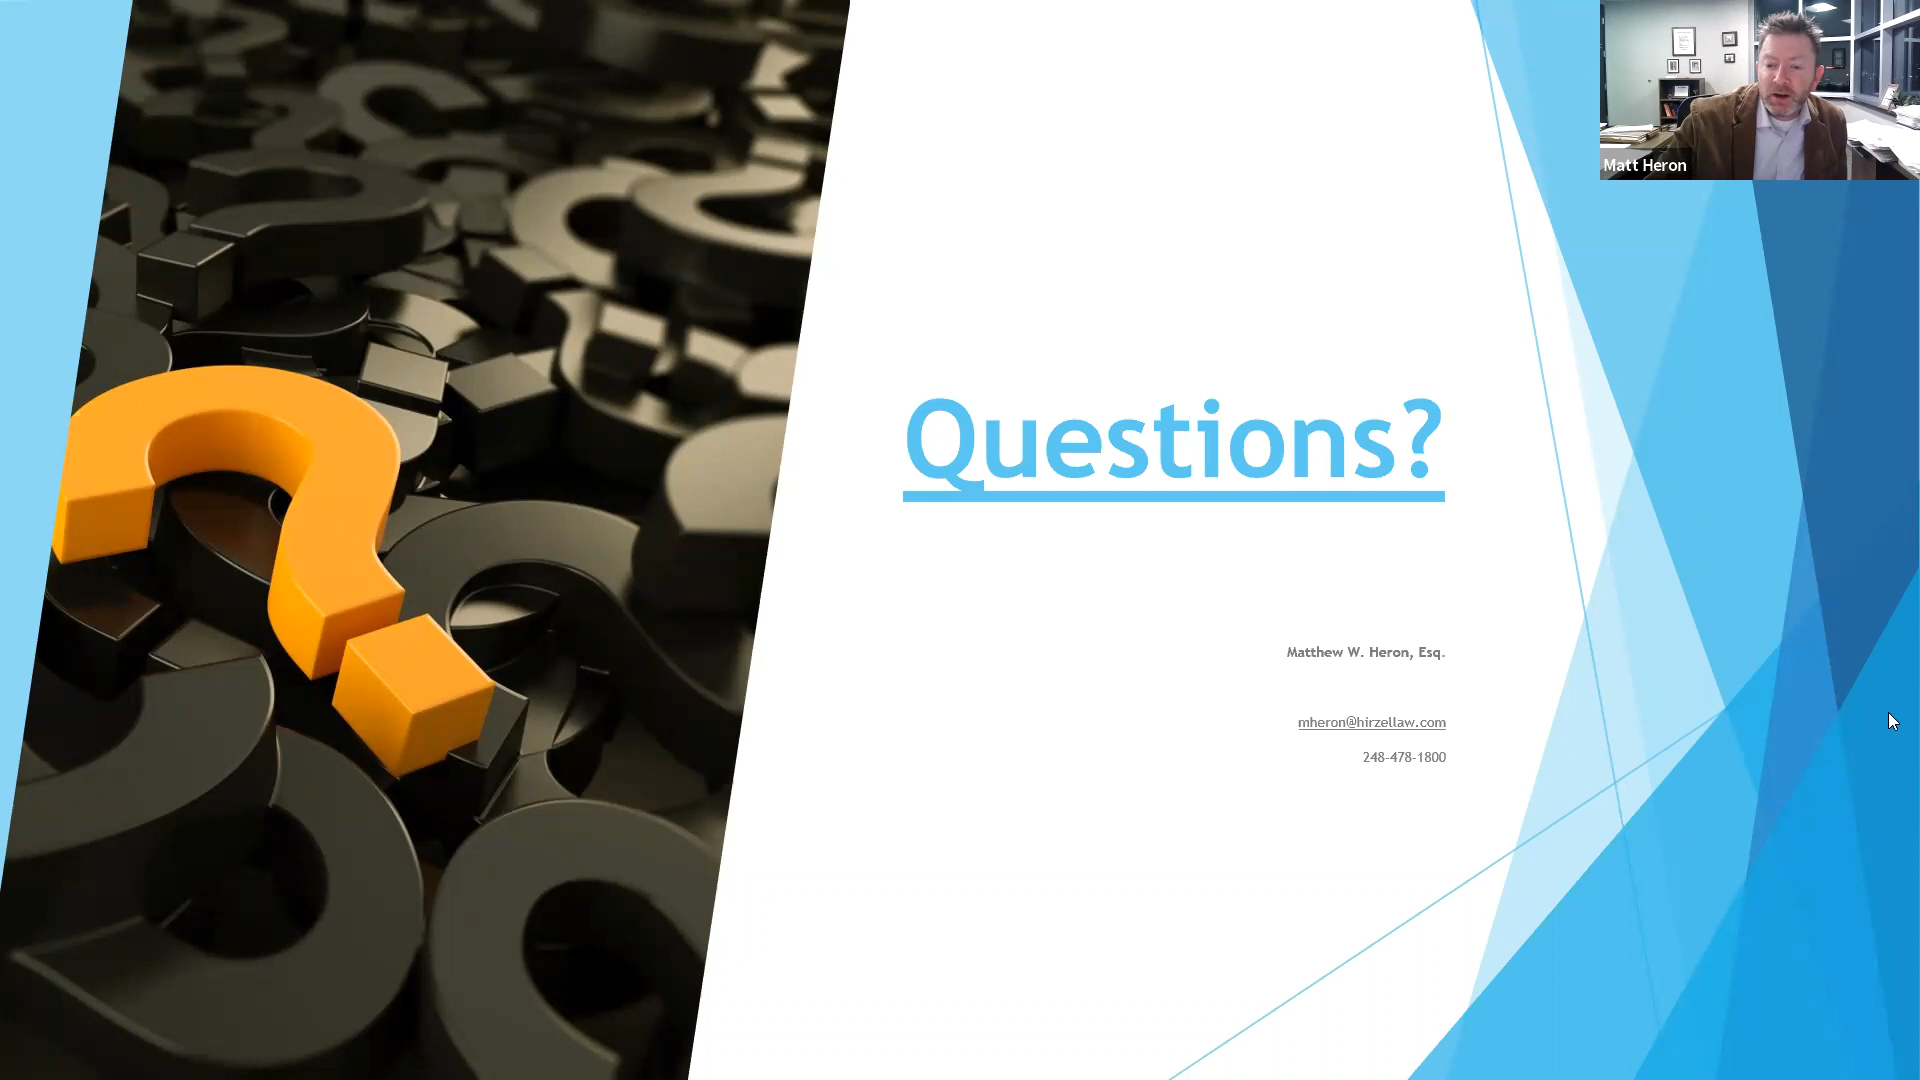 Matt Heron
Questions?
Matthew W. Heron, Esq.
mheron@hirzellaw.com
248-478-1800